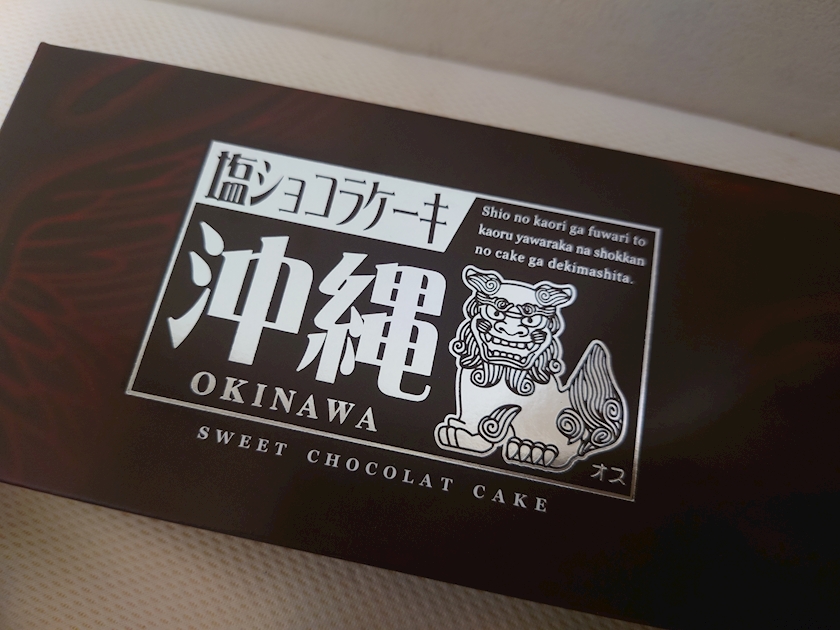 塩ショコラケーキ
Shio no kaori ga fuwari to
kaoru yawaraka na shokkan
no cake ga dekimashita.
沖縄
OKINAWA
オス
SWEET CHOCOLAT CAKE